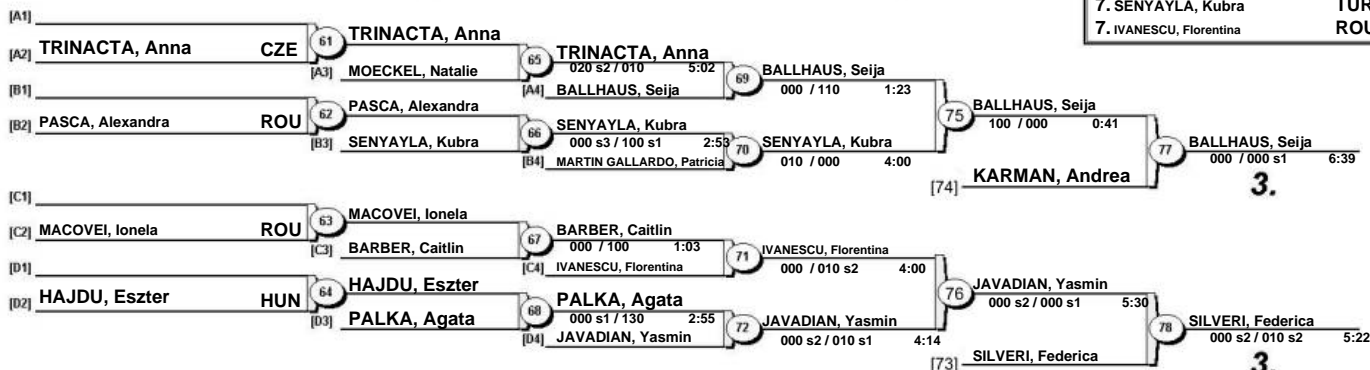 7. SENYAYLA, Kubra TUR
7. IVANESCU, Florentina ROU
[A1]
[A2] TRINACTA, Anna CZE
61 TRINACTA, Anna
[A3] MOECKEL, Natalie
65 TRINACTA, Anna
020 s2 / 010 5:02
[A4] BALLHAUS, Seija
69 BALLHAUS, Seija
000 / 110 1:23
[B1]
[B2] PASCA, Alexandra ROU
62 PASCA, Alexandra
[B3] SENYAYLA, Kubra
66 SENYAYLA, Kubra
000 s3 / 100 s1 2:53
[B4] MARTIN GALLARDO, Patricia
70 SENYAYLA, Kubra
010 / 000 4:00
75 BALLHAUS, Seija
100 / 000 0:41
[74] KARMAN, Andrea
77 BALLHAUS, Seija
000 / 000 s1 6:39
3.
[C1]
[C2] MACOVEI, Ionela ROU
63 MACOVEI, Ionela
[C3] BARBER, Caitlin
67 BARBER, Caitlin
000 / 100 1:03
[C4] IVANESCU, Florentina
71 IVANESCU, Florentina
000 / 010 s2 4:00
[D1]
[D2] HAJDU, Eszter HUN
64 HAJDU, Eszter
[D3] PALKA, Agata
68 PALKA, Agata
000 s1 / 130 2:55
[D4] JAVADIAN, Yasmin
72 JAVADIAN, Yasmin
000 s2 / 010 s1 4:14
76 JAVADIAN, Yasmin
000 s2 / 000 s1 5:30
[73] SILVERI, Federica
78 SILVERI, Federica
000 s2 / 010 s2 5:22
3.